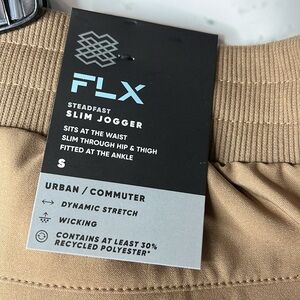 FLX
STEADFAST
SLIM JOGGER
SITS AT THE WAIST
SLIM THROUGH HIP & THIGH
FITTED AT THE ANKLE
S
URBAN / COMMUTER
DYNAMIC STRETCH
WICKING
CONTAINS AT LEAST 30%
RECYCLED POLYESTER*